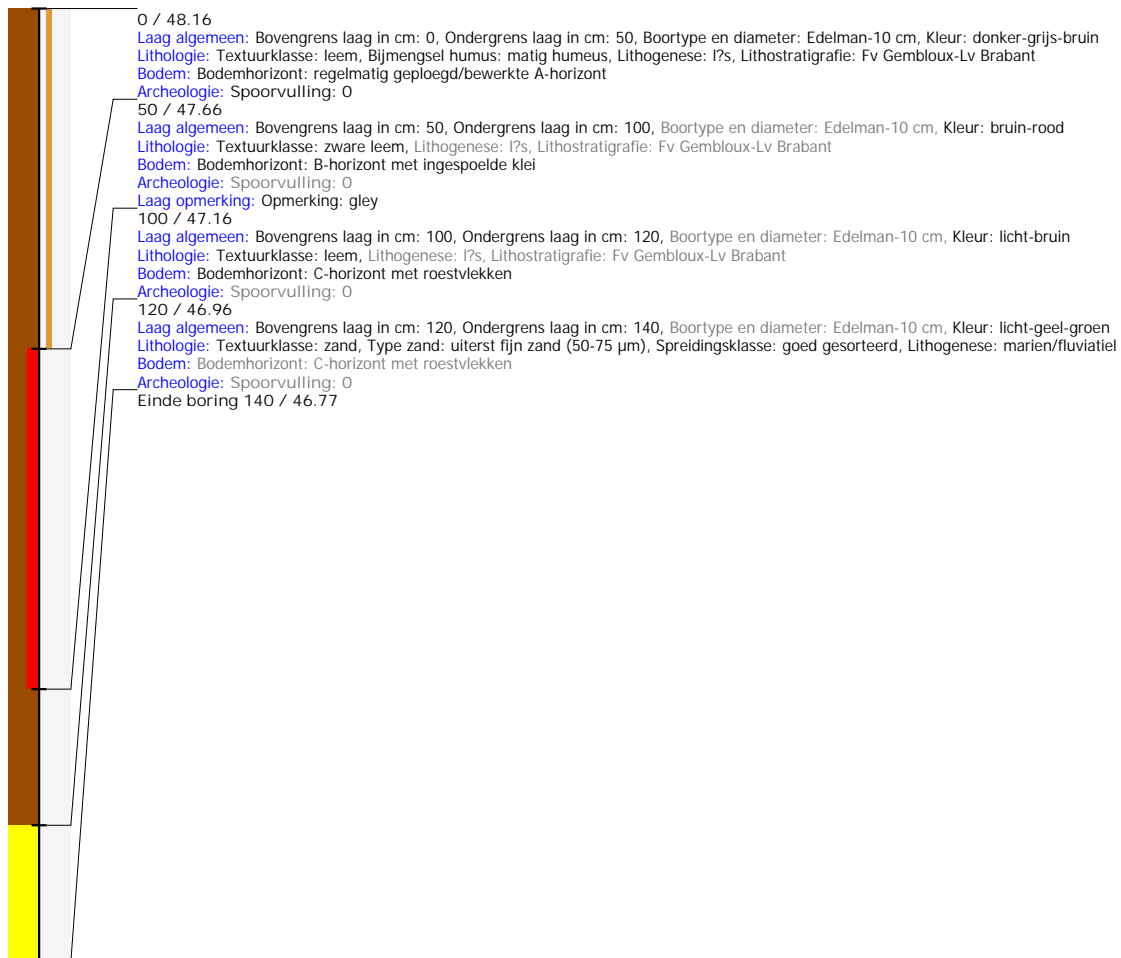 0 / 48.16
Laag algemeen: Bovengrens laag in cm: 0, Ondergrens laag in cm: 50, Boortype en diameter: Edelman-10 cm, Kleur: donker-grijs-bruin
Lithologie: Textuurklasse: leem, Bijmengsel humus: matig humeus, Lithogenese: l?s, Lithostratigrafie: Fv Gembloux-Lv Brabant
Bodem: Bodemhorizont: regelmatig geploegd/bewerkte A-horizont
Archeologie: Spoorvulling: 0
50 / 47.66
Laag algemeen: Bovengrens laag in cm: 50, Ondergrens laag in cm: 100, Boortype en diameter: Edelman-10 cm, Kleur: bruin-rood
Lithologie: Textuurklasse: zware leem, Lithogenese: l?s, Lithostratigrafie: Fv Gembloux-Lv Brabant
Bodem: Bodemhorizont: B-horizont met ingespoelde klei
Archeologie: Spoorvulling: 0
Laag opmerking: Opmerking: gley
100 / 47.16
Laag algemeen: Bovengrens laag in cm: 100, Ondergrens laag in cm: 120, Boortype en diameter: Edelman-10 cm, Kleur: licht-bruin
Lithologie: Textuurklasse: leem, Lithogenese: l?s, Lithostratigrafie: Fv Gembloux-Lv Brabant
Bodem: Bodemhorizont: C-horizont met roestvlekken
Archeologie: Spoorvulling: 0
120 / 46.96
Laag algemeen: Bovengrens laag in cm: 120, Ondergrens laag in cm: 140, Boortype en diameter: Edelman-10 cm, Kleur: licht-geel-groen
Lithologie: Textuurklasse: zand, Type zand: uiterst fijn zand (50-75 µm), Spreidingsklasse: goed gesorteerd, Lithogenese: marien/fluviatiel
Bodem: Bodemhorizont: C-horizont met roestvlekken
Archeologie: Spoorvulling: 0
Einde boring 140 / 46.77